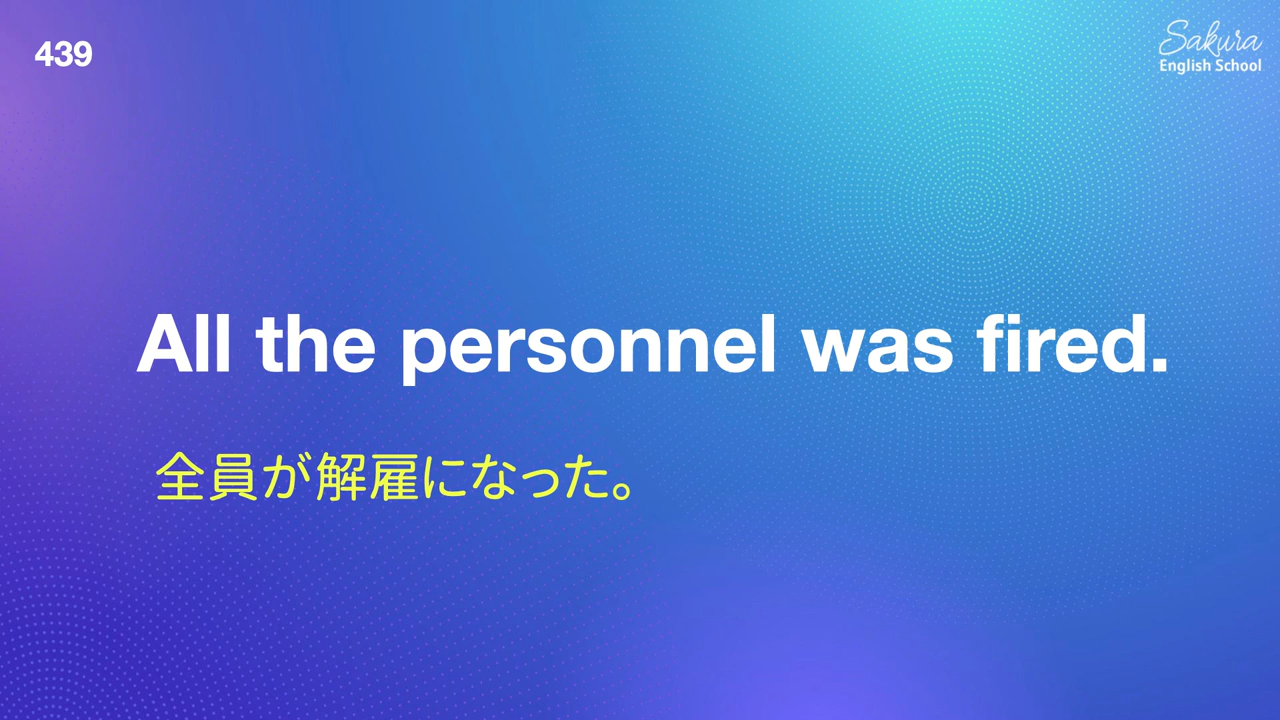 439
Sakura
English School
All the personnel was fired.
全員が解雇になった。